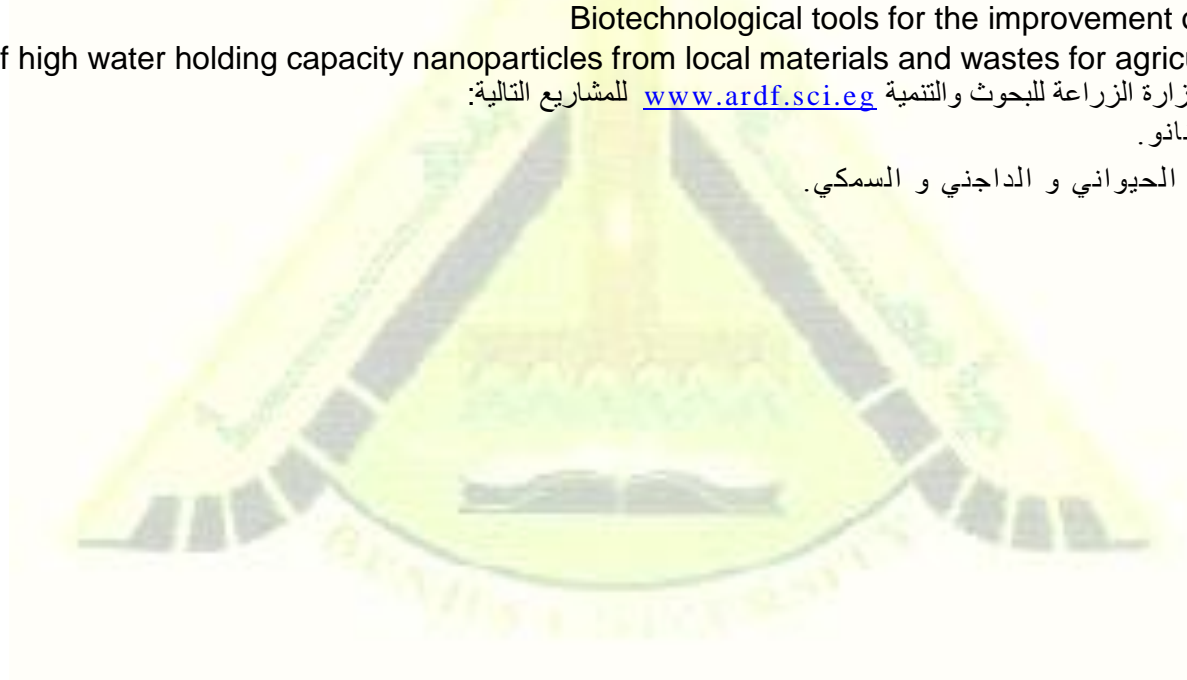 Biotechnological tools for the improvement
f high water holding capacity nanoparticles from local materials and wastes for
زارة الزراعة للبحوث والتنمية www.ardf.sci.eg للمشاريع التالية:
انو.
الحيواني و الداجني و السمكي.